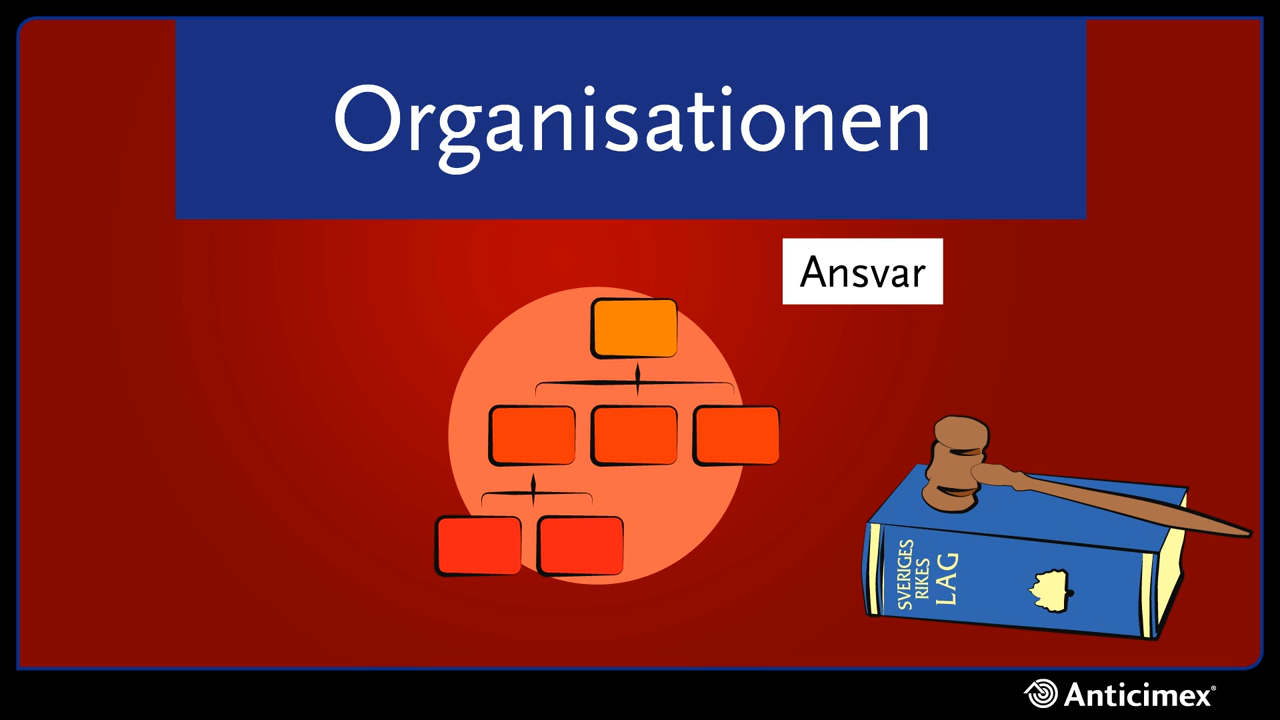 Organisationen
Ansvar
SVERIGES
RIKES
LAG
Anticimex®